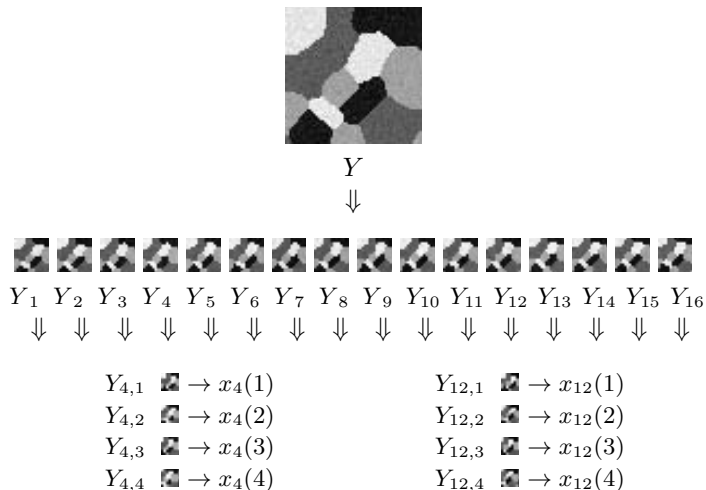 Y
⇓
Y₁ Y₂ Y₃ Y₄ Y₅ Y₆ Y₇ Y₈ Y₉ Y₁₀ Y₁₁ Y₁₂ Y₁₃ Y₁₄ Y₁₅ Y₁₆
⇓ ⇓ ⇓ ⇓ ⇓ ⇓ ⇓ ⇓ ⇓ ⇓ ⇓ ⇓ ⇓ ⇓ ⇓ ⇓
Y₄,₁ → x₄(1) Y₁₂,₁ → x₁₂(1)
Y₄,₂ → x₄(2) Y₁₂,₂ → x₁₂(2)
Y₄,₃ → x₄(3) Y₁₂,₃ → x₁₂(3)
Y₄,₄ → x₄(4) Y₁₂,₄ → x₁₂(4)